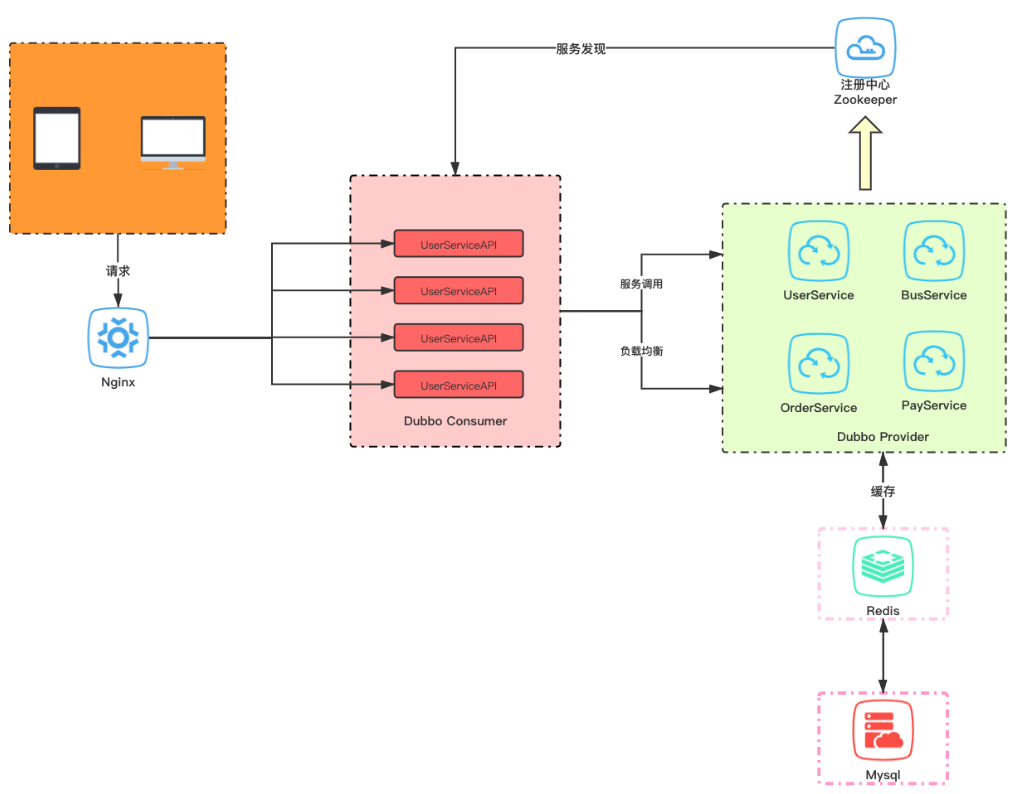 服务发现
注册中心
Zookeeper
请求
Nginx
UserServiceAPI
UserServiceAPI
UserServiceAPI
UserServiceAPI
Dubbo Consumer
服务调用
负载均衡
UserService
BusService
OrderService
PayService
Dubbo Provider
缓存
Redis
Mysql